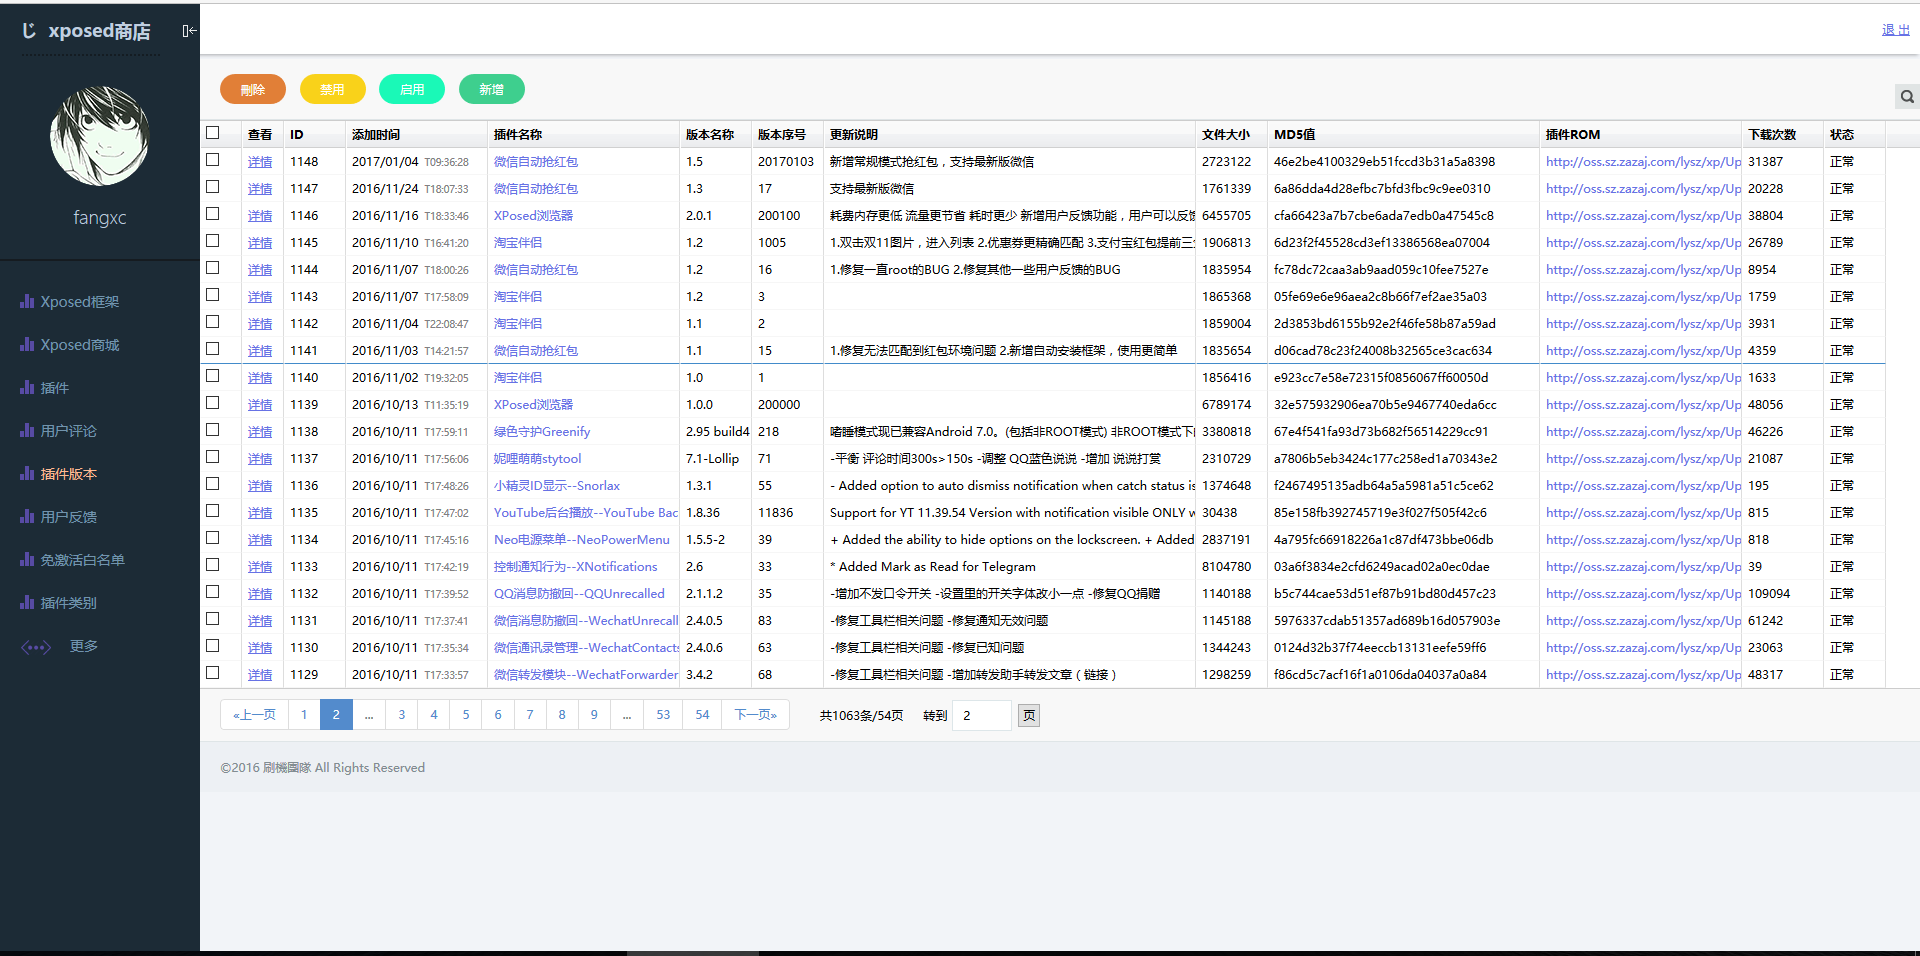 じ xposed商店
退 出
fangxc
Xposed框架
Xposed商城
插件
用户评论
插件版本
用户反馈
免激活白名单
插件类别
更多
刪除 禁用 启用 新增
查看 ID 添加时间 插件名称 版本名称 版本序号 更新说明 文件大小 MD5值 插件ROM 下载次数 状态
详情 1148 2017/01/04 T09:36:28 微信自动抢红包 1.5 20170103 新增常规模式抢红包，支持最新版微信 2723122 46e2be4100329eb51fccd3b31a5a8398 http://oss.sz.zazaj.com/lysz/xp/Up 31387 正常
详情 1147 2016/11/24 T18:07:33 微信自动抢红包 1.3 17 支持最新版微信 1761339 6a86dda4d28efbc7bfd3fbc9c9ee0310 http://oss.sz.zazaj.com/lysz/xp/Up 20228 正常
详情 1146 2016/11/16 T18:33:46 XPosed浏览器 2.0.1 200100 耗费内存更低 流量更节省 耗时更少 新增用户反馈功能，用户可以反馈 6455705 cfa66423a7b7cbe6ada7edb0a47545c8 http://oss.sz.zazaj.com/lysz/xp/Up 38804 正常
详情 1145 2016/11/10 T16:41:20 淘宝伴侣 1.2 1005 1.双击双11图片，进入列表 2.优惠券更精确匹配 3.支付宝红包提前三 1906813 6d23f2f45528cd3ef13386568ea07004 http://oss.sz.zazaj.com/lysz/xp/Up 26789 正常
详情 1144 2016/11/07 T18:00:26 微信自动抢红包 1.2 16 1.修复一直root的BUG 2.修复其他一些用户反馈的BUG 1835954 fc78dc72caa3ab9aad059c10fee7527e http://oss.sz.zazaj.com/lysz/xp/Up 8954 正常
详情 1143 2016/11/07 T17:58:09 淘宝伴侣 1.2 3 1865368 05fe69e6e96aea2c8b66f7ef2ae35a03 http://oss.sz.zazaj.com/lysz/xp/Up 1759 正常
详情 1142 2016/11/04 T22:08:47 淘宝伴侣 1.1 2 1859004 2d3853bd6155b92e2f46fe58b87a59ad http://oss.sz.zazaj.com/lysz/xp/Up 3931 正常
详情 1141 2016/11/03 T14:21:57 微信自动抢红包 1.1 15 1.修复无法匹配到红包环境问题 2.新增自动安装框架，使用更简单 1835654 d06cad78c23f24008b32565ce3cac634 http://oss.sz.zazaj.com/lysz/xp/Up 4359 正常
详情 1140 2016/11/02 T19:32:05 淘宝伴侣 1.0 1 1856416 e923cc7e58e72315f0856067ff60050d http://oss.sz.zazaj.com/lysz/xp/Up 1633 正常
详情 1139 2016/10/13 T11:35:19 XPosed浏览器 1.0.0 200000 6789174 32e575932906ea70b5e9467740eda6cc http://oss.sz.zazaj.com/lysz/xp/Up 48056 正常
详情 1138 2016/10/11 T17:59:11 绿色守护Greenify 2.95 build4 218 嗜睡模式现已兼容Android 7.0。(包括非ROOT模式) 非ROOT模式下 3380818 67e4f541fa93d73b682f56514229cc91 http://oss.sz.zazaj.com/lysz/xp/Up 46226 正常
详情 1137 2016/10/11 T17:56:06 妮哩萌萌stytool 7.1-Lollip 71 -平衡 评论时间300s>150s -调整 QQ蓝色说说 -增加 说说打赏 2310729 a7806b5eb3424c177c258ed1a70343e2 http://oss.sz.zazaj.com/lysz/xp/Up 21087 正常
详情 1136 2016/10/11 T17:48:26 小精灵ID显示--Snorlax 1.3.1 55 - Added option to auto dismiss notification when catch status is 1374648 f2467495135adb64a5a5981a51c5ce62 http://oss.sz.zazaj.com/lysz/xp/Up 195 正常
详情 1135 2016/10/11 T17:47:02 YouTube后台播放--YouTube Bac 1.8.36 11836 Support for YT 11.39.54 Version with notification visible ONLY w 30438 85e158fb392745719e3f027f505f42c6 http://oss.sz.zazaj.com/lysz/xp/Up 815 正常
详情 1134 2016/10/11 T17:45:16 Neo电源菜单--NeoPowerMenu 1.5.5-2 39 + Added the ability to hide options on the lockscreen. + Added 2837191 4a795fc66918226a1c87df473bbe06db http://oss.sz.zazaj.com/lysz/xp/Up 818 正常
详情 1133 2016/10/11 T17:42:19 控制通知行为--XNotifications 2.6 33 * Added Mark as Read for Telegram 8104780 03a6f3834e2cfd6249acad02a0ec0dae http://oss.sz.zazaj.com/lysz/xp/Up 39 正常
详情 1132 2016/10/11 T17:39:52 QQ消息防撤回--QQUnrecalled 2.1.1.2 35 -增加不发口令开关 -设置里的开关字体改小一点 -修复QQ捐赠 1140188 b5c744cae53d51ef87b91bd80d457c23 http://oss.sz.zazaj.com/lysz/xp/Up 109094 正常
详情 1131 2016/10/11 T17:37:41 微信消息防撤回--WechatUnrecall 2.4.0.5 83 -修复工具栏相关问题 -修复通知无效问题 1145188 5976337cdab51357ad689b16d057903e http://oss.sz.zazaj.com/lysz/xp/Up 61242 正常
详情 1130 2016/10/11 T17:35:34 微信通讯录管理--WechatContacts 2.4.0.6 63 -修复工具栏相关问题 -修复已知问题 1344243 0124d32b37f74eeccb13131eefe59ff6 http://oss.sz.zazaj.com/lysz/xp/Up 23063 正常
详情 1129 2016/10/11 T17:33:57 微信转发模块--WechatForwarder 3.4.2 68 -修复工具栏相关问题 -增加转发助手转发文章（链接） 1298259 f86cd5c7acf16f1a0106da04037a0a84 http://oss.sz.zazaj.com/lysz/xp/Up 48317 正常
«上一页 1 2 ... 3 4 5 6 7 8 9 ... 53 54 下一页» 共1063条/54页 转到 2 页
©2016 刷機團隊 All Rights Reserved